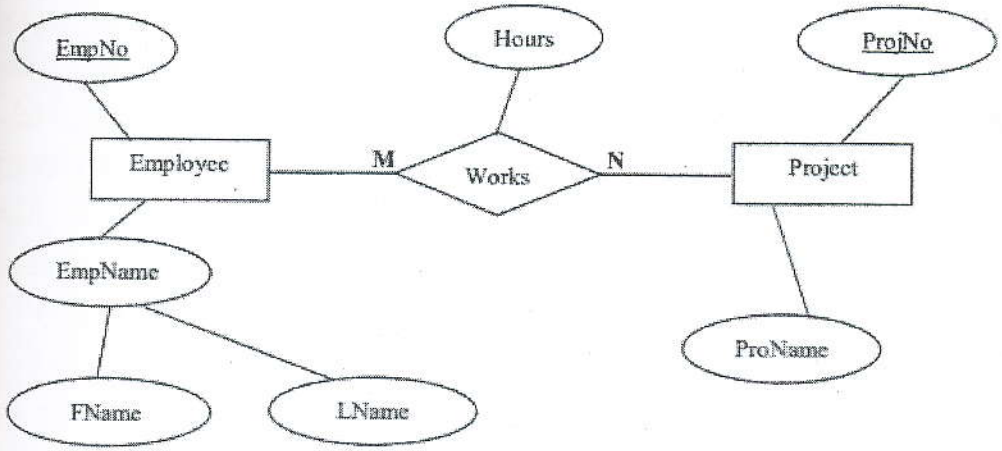 EmpNo
Hours
ProjNo
Employee
M
Works
N
Project
EmpName
ProName
FName
LName